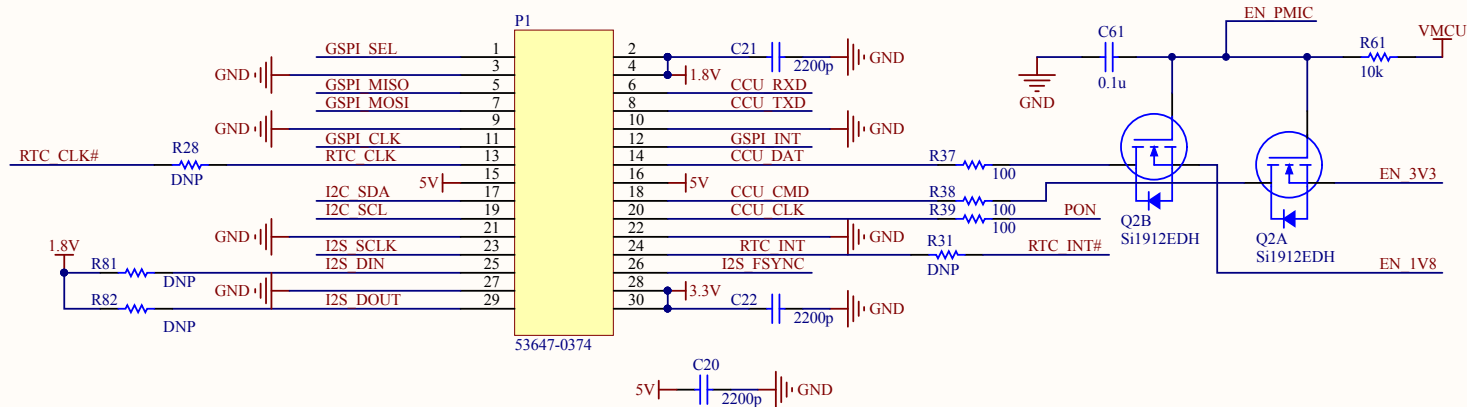 P1
EN_PMIC
VMCU
GSPI_SEL 1 2 C21 GND C61 R61
GND 3 4 1.8V 2200p 0.1u 10k
GSPI_MISO 5 6 CCU_RXD GND
GSPI_MOSI 7 8 CCU_TXD
GND 9 10 GND
GSPI_CLK 11 12 GSPI_INT
RTC_CLK# R28 RTC_CLK 13 14 CCU_DAT R37
DNP 5V 15 16 5V 100
I2C_SDA 17 18 CCU_CMD R38 EN_3V3
I2C_SCL 19 20 CCU_CLK R39 100 PON
GND 21 22 GND 100 Q2B
Si1912EDH
Q2A
Si1912EDH
1.8V I2S_SCLK 23 24 RTC_INT R31 RTC_INT#
R81 I2S_DIN 25 26 I2S_FSYNC DNP EN_1V8
DNP
GND 27 28 3.3V
R82 I2S_DOUT 29 30 C22 GND
DNP 2200p
53647-0374
C20
5V GND
2200p